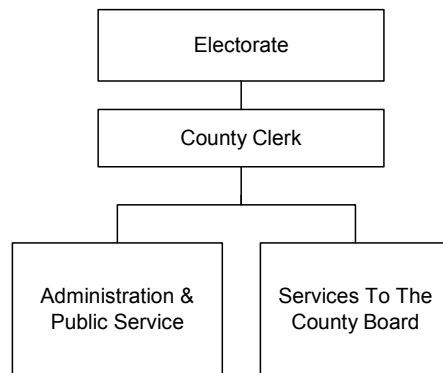 Electorate
County Clerk
Administration &
Public Service
Services To The
County Board